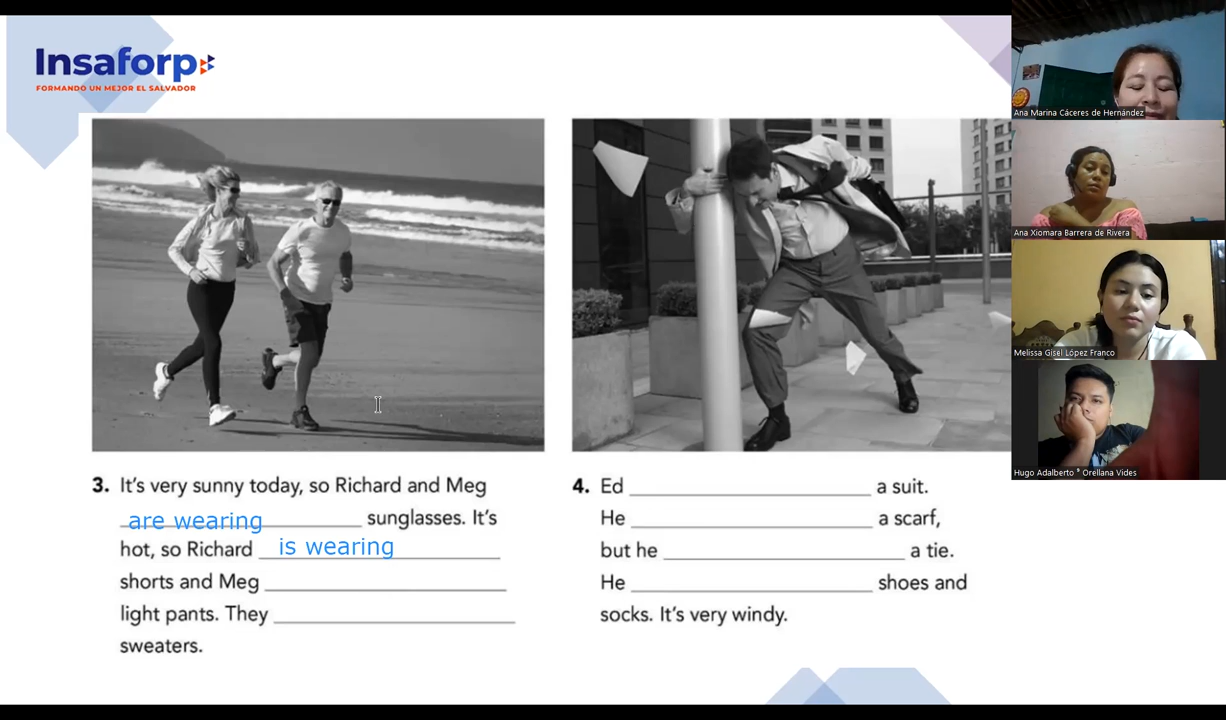 Insaforp
FORMANDO UN MEJOR EL SALVADOR
3. It's very sunny today, so Richard and Meg
are wearing sunglasses. It's
hot, so Richard is wearing
shorts and Meg
light pants. They
sweaters.
4. Ed a suit.
He a scarf,
but he a tie.
He shoes and
socks. It's very windy.
Ana Marina Cáceres de Hernández
Ana Xiomara Barrera de Rivera
Melissa Gisel López Franco
Hugo Adalberto ° Orellana Vides